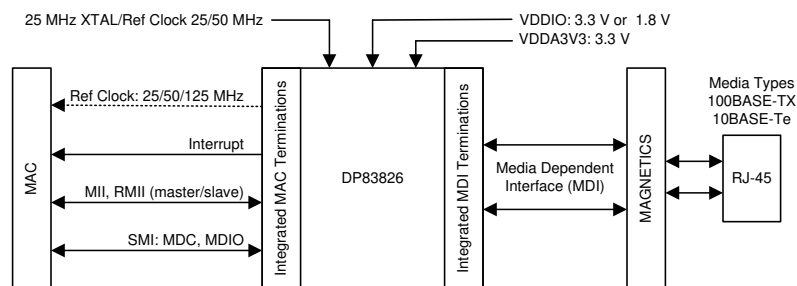 25 MHz XTAL/Ref Clock 25/50 MHz
VDDIO: 3.3 V or 1.8 V
VDDA3V3: 3.3 V
MAC
Ref Clock: 25/50/125 MHz
Interrupt
MII, RMII (master/slave)
SMI: MDC, MDIO
Integrated MAC Terminations
DP83826
Integrated MDI Terminations
Media Dependent
Interface (MDI)
MAGNETICS
Media Types
100BASE-TX
10BASE-Te
RJ-45